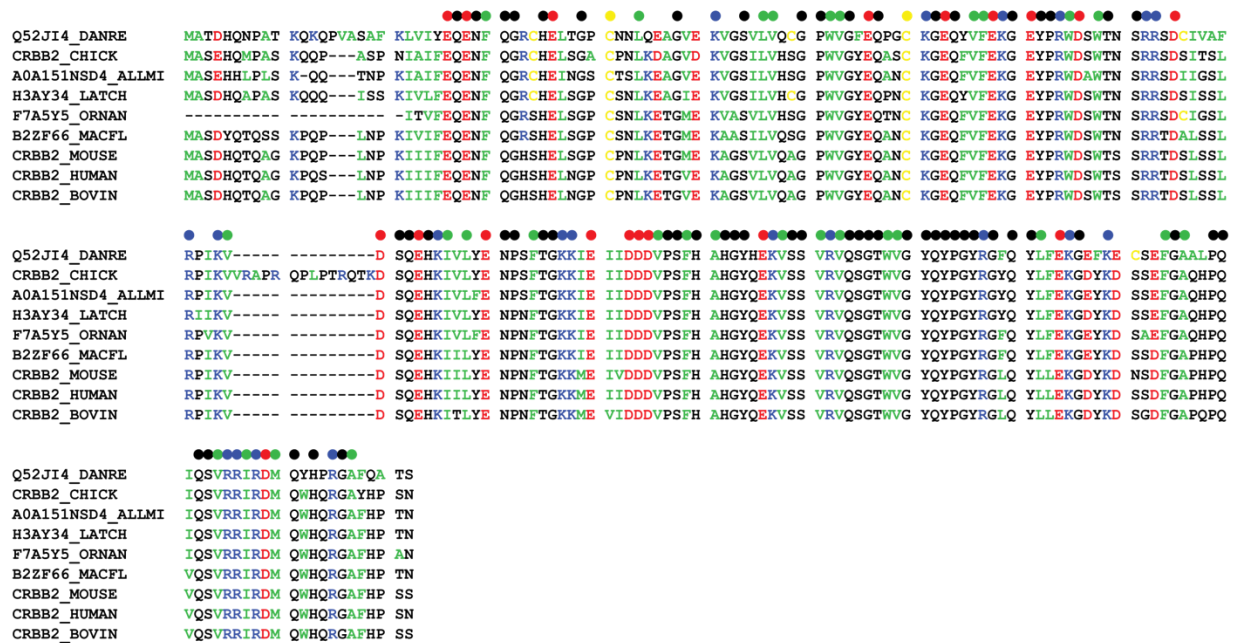 Q52JI4_DANRE MATDHQNPAT KQKQPVASAF KLVIYEQENF QGRCHELTGP CNNLQEAGVE KVGSVLVQCG PWVGFEQPGC KGEQYVFEKG EYPRWDSWTN SRRSDCIVAF
CRBB2_CHICK MASEHQMPAS KQQQP---ASP NIAIFEQENF QGRCHELSGA CPNLKDAGVD KVGSILVHSG PWVGYEQASC KGEQFVFEKG EYPRWDSWTN SRRSDSITSL
A0A151NSD4_ALLMI MASEHHLPLS K-QQ---TNP KIAIFEQENF QGRCHEINGS CTSLKEAGVE KVGSILVHSG PWVGYEQANC KGEQYVFEKG EYPRWDAWTN SRRSDIIGSL
H3AY34_LATCH MASDHQAPAS KQQQ---ISS KIVLFEQENF QGRCHELSGP CSNLKEAGIE KVGSILVHCG PWVGYEQPNC KGEQYVFEKG EYPRWDSWTN SRRSDSISSL
F7A5Y5_ORNAN ---------- ---------- -ITVFEQENF QGRSHELSGP CSNLKETGME KVASVLVHSG PWVGYEQTNC KGEQYVFEKG EYPRWDSWTN SRRSDCIGSL
B2ZF66_MACFL MASDYQTQSS KPQP---LNP KIVIFEQENF QGRSHELSGP CSNLKETGME KAASILVQSG PWVGYEQANC KGEQFVFEKG EYPRWDSWTN SRRTDALSSL
CRBB2_MOUSE MASDHQTQAG KPQP---LNP KIIIFEQENF QGHSHELSGP CPNLKETGME KAGSVLVQAG PWVGYEQANC KGEQFVFEKG EYPRWDSWTS SRRTDSLSSL
CRBB2_HUMAN MASDHQTQAG KPQS---LNP KIIIFEQENF QGHSHELNGP CPNLKETGVE KAGSVLVQAG PWVGYEQANC KGEQFVFEKG EYPRWDSWTS SRRTDSLSSL
CRBB2_BOVIN MASDHQTQAG KPQP---LNP KIIIFEQENF QGHSHELNGP CPNLKETGVE KAGSVLVQAG PWVGYEQANC KGEQFVFEKG EYPRWDSWTS SRRTDSLSSL
Q52JI4_DANRE RPIKV----- ---------D SQEHKIVLYE NPSFTGKKIE IIDDDVPSFH AHGYHEKVSS VRVQSGTWVG YQYPGYRGFQ YLFEKGEFKE CSEFGAALPQ
CRBB2_CHICK RPIKVVRAPR QPLPTRQTKD SQEHKIVLYE NPSFTGKKIE IIDDDVPSFH AHGYQEKVSS VRVQSGTWVG YQYPGYRGYQ YLFEKGDYKD SSDFGAQHPQ
A0A151NSD4_ALLMI RPIKV----- ---------D SQEHKIVLFE NPSFTGKKIE IIDDDVPSFH AHGYQEKVSS VRVQSGTWVG YQYPGYRGYQ YLFEKGEYKD SSEFGAQHPQ
H3AY34_LATCH RIIKV----- ---------D SQEHKIVLYE NPNFTGKKIE IIDDDVPSFH AHGYQEKVSS VRVQSGTWVG YQYPGYRGYQ YLFEKGDYKD SSEFGAQHPQ
F7A5Y5_ORNAN RPVKV----- ---------D SQEHKIVLFE NPSFTGKKIE IIDDDVPSFH AHGYQEKVSS VRVQSGTWVG YQYPGYRGFQ YLFEKGDYKN SAEFGAQHPQ
B2ZF66_MACFL RPIKV----- ---------D SQEHKIILYE NPNFTGKKIE IIDDDVPSFH AHGYQEKVSS VRVQSGTWVG YQYPGYRGYQ YLFEKGDYKD SSDFGAQHPQ
CRBB2_MOUSE RPIKV----- ---------D SQEHKIILYE NPNFTGKKME IVDDDVPSFH AHGYQEKVSS VRVQSGTWVG YQYPGYRGLQ YLLEKGDYKD NSDFGAPHPQ
CRBB2_HUMAN RPIKV----- ---------D SQEHKIILYE NPNFTGKKME IIDDDVPSFH AHGYQEKVSS VRVQSGTWVG YQYPGYRGLQ YLLEKGDYKD SSDFGAPHPQ
CRBB2_BOVIN RPIKV----- ---------D SQEHKITLYE NPNFTGKKME VIDDDVPSFH AHGYQEKVSS VRVQSGTWVG YQYPGYRGLQ YLLEKGDYKD SGDFGAPQPQ
Q52JI4_DANRE IQSVRRIRDM QYHPRGAFQA TS
CRBB2_CHICK IQSVRRIRDM QWHQRGAYHP SN
A0A151NSD4_ALLMI IQSVRRIRDM QWHQRGAFHP TN
H3AY34_LATCH IQSVRRIRDM QWHQRGAFHP TN
F7A5Y5_ORNAN IQSVRRIRDM QWHQRGAFHP AN
B2ZF66_MACFL VQSVRRIRDM QWHQRGAFHP TN
CRBB2_MOUSE VQSVRRIRDM QWHQRGAFHP SS
CRBB2_HUMAN VQSVRRIRDM QWHQRGAFHP SN
CRBB2_BOVIN VQSVRRIRDM QWHQRGAFHP SS